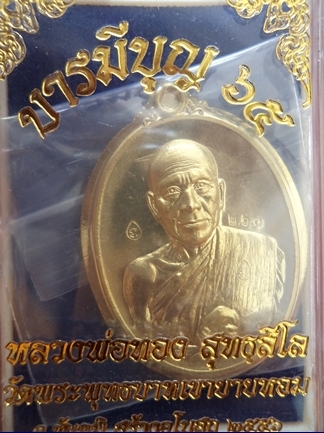 บารมีบุญ ๖๕
หลวงพ่อทอง สุทธสีโล
วัดพระพุทธบาทเขายายหอม